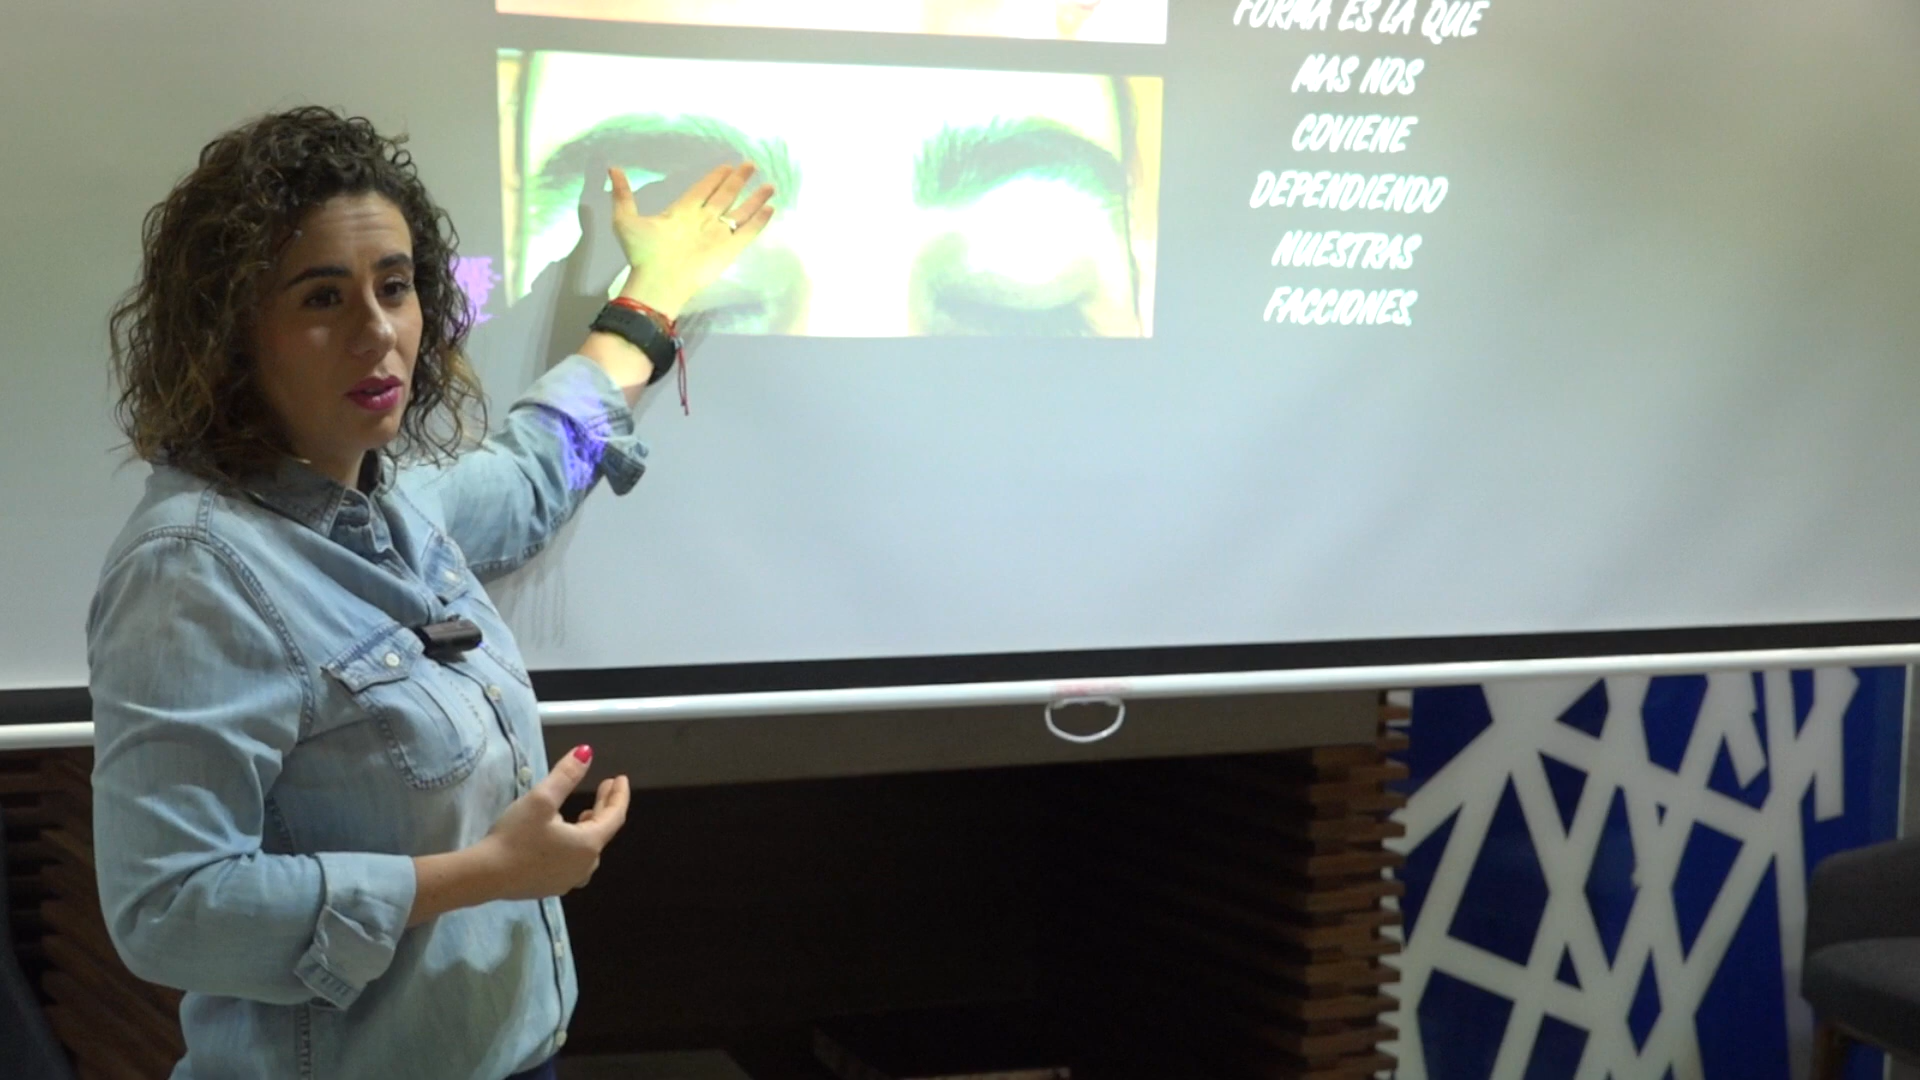 FORMA ES LA QUE
MAS NOS
COVIENE
DEPENDIENDO
NUESTRAS
FACCIONES.